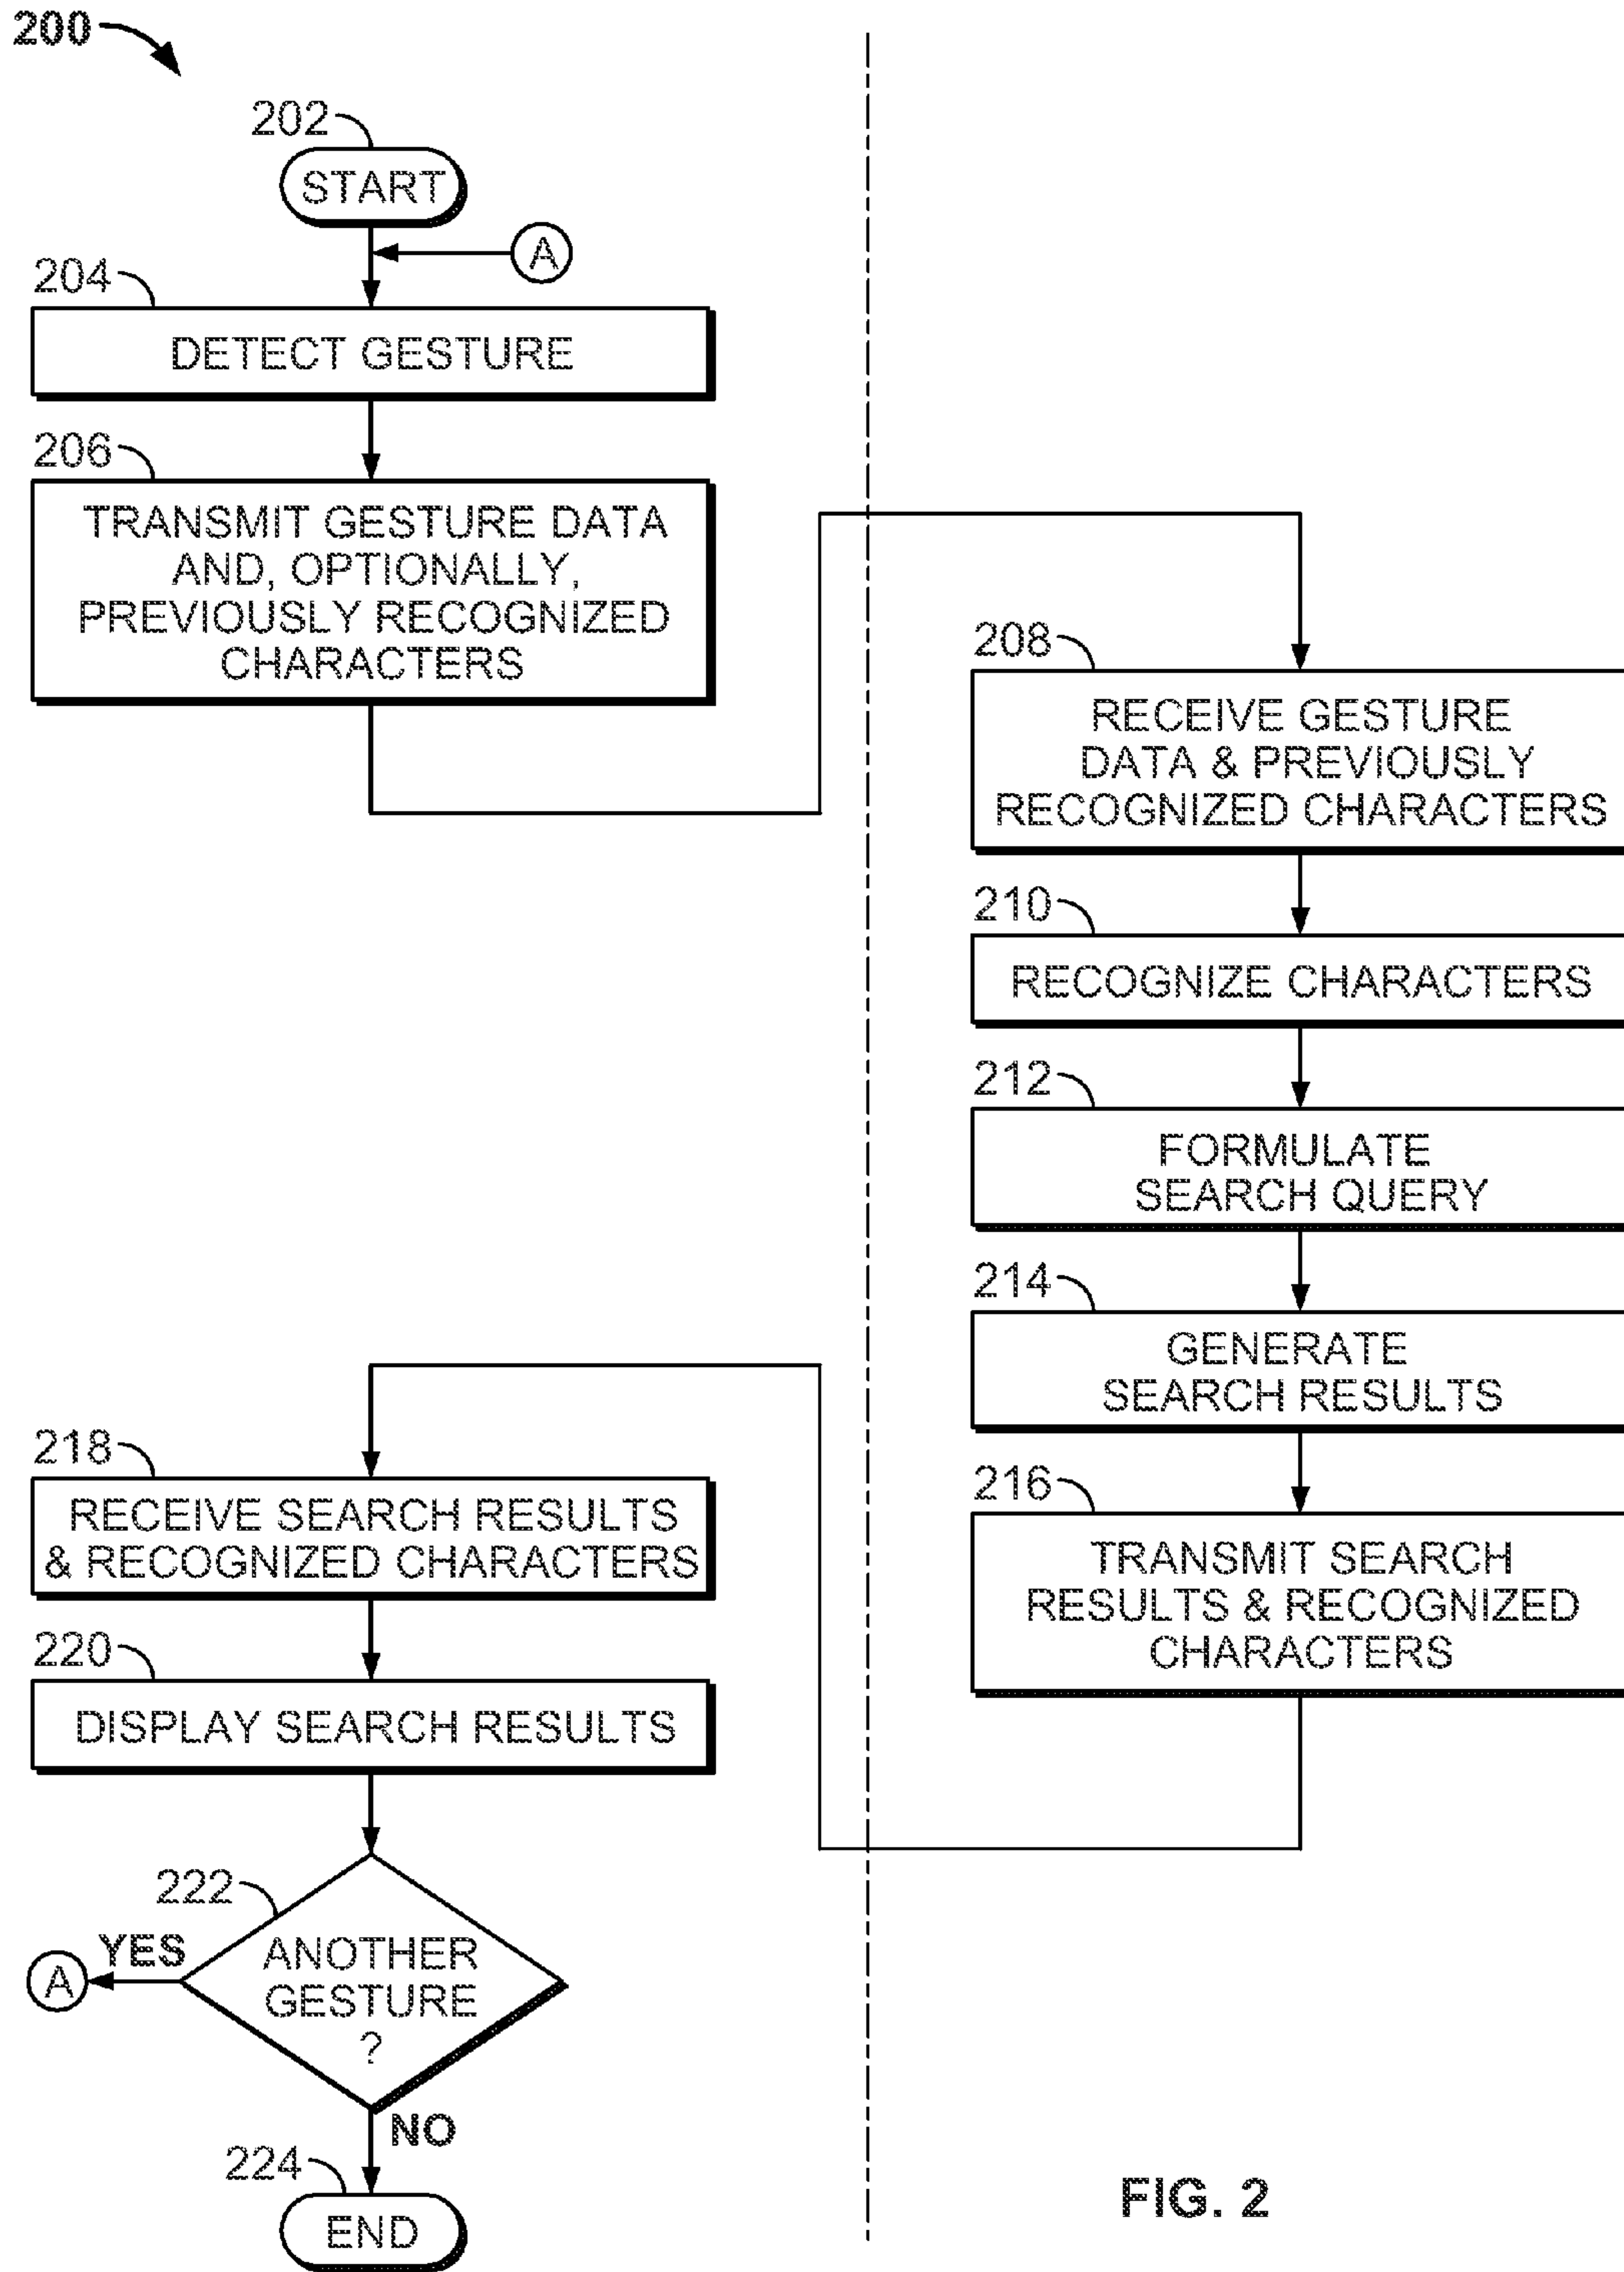 200
202
START
A
204
DETECT GESTURE
206
TRANSMIT GESTURE DATA
AND, OPTIONALLY,
PREVIOUSLY RECOGNIZED
CHARACTERS
208
RECEIVE GESTURE
DATA & PREVIOUSLY
RECOGNIZED CHARACTERS
210
RECOGNIZE CHARACTERS
212
FORMULATE
SEARCH QUERY
214
GENERATE
SEARCH RESULTS
216
TRANSMIT SEARCH
RESULTS & RECOGNIZED
CHARACTERS
218
RECEIVE SEARCH RESULTS
& RECOGNIZED CHARACTERS
220
DISPLAY SEARCH RESULTS
222
ANOTHER
GESTURE
?
YES
A
NO
224
END
FIG. 2